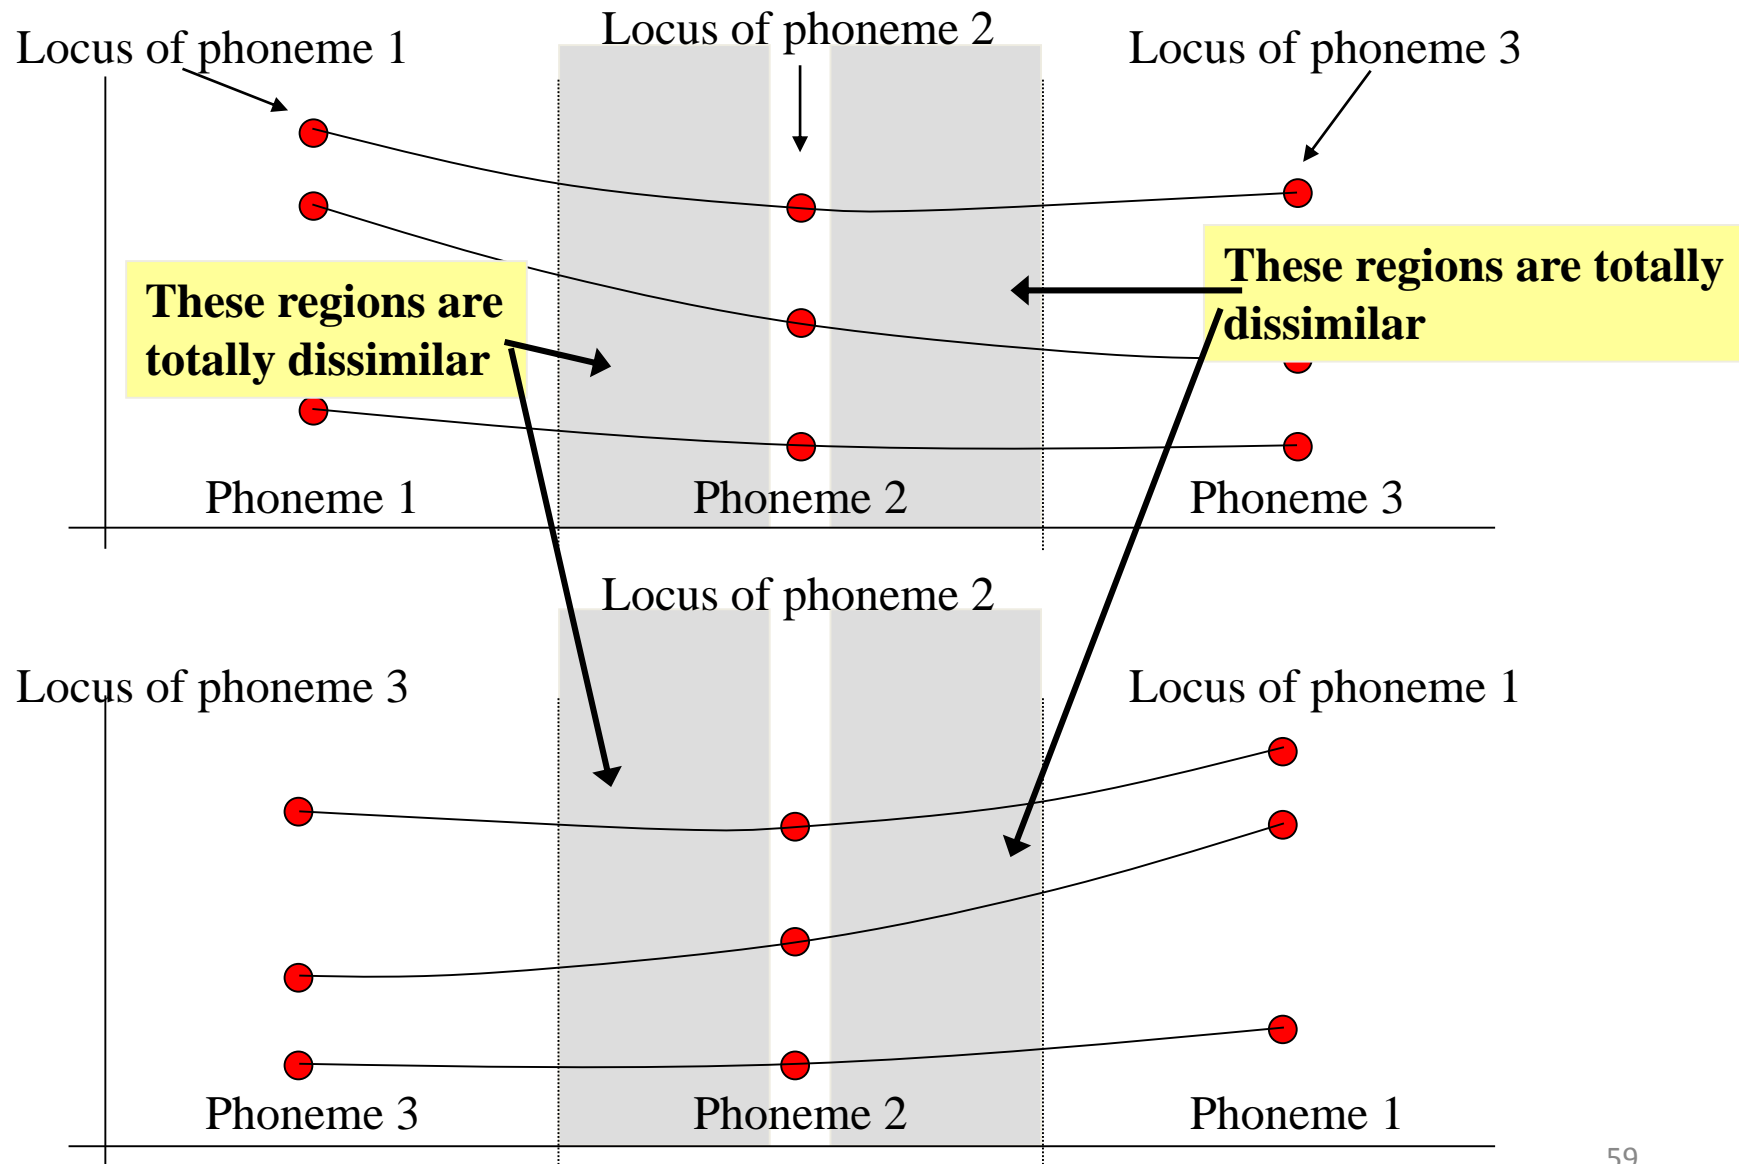 Locus of phoneme 1
Locus of phoneme 2
Locus of phoneme 3
These regions are
totally dissimilar
These regions are totally
dissimilar
Phoneme 1
Phoneme 2
Phoneme 3
Locus of phoneme 2
Locus of phoneme 3
Locus of phoneme 1
Phoneme 3
Phoneme 2
Phoneme 1
59